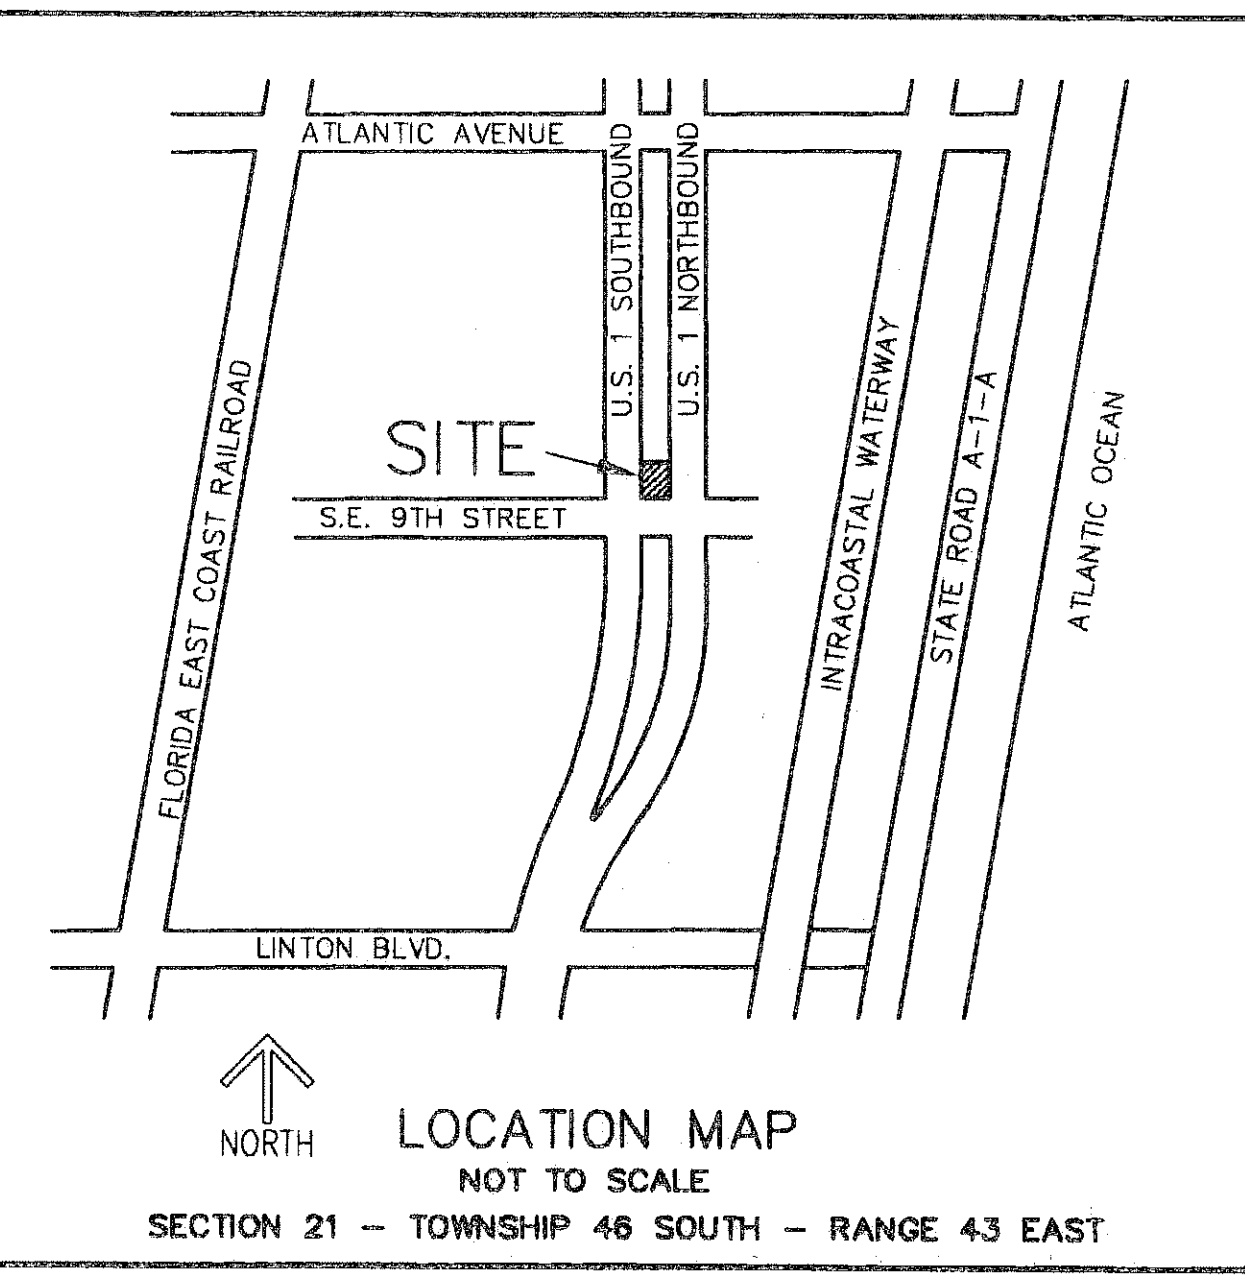 ATLANTIC AVENUE
U.S. 1 SOUTHBOUND
U.S. 1 NORTHBOUND
SITE
S.E. 9TH STREET
FLORIDA EAST COAST RAILROAD
INTRACOASTAL WATERWAY
STATE ROAD A-1-A
ATLANTIC OCEAN
LINTON BLVD.
NORTH
LOCATION MAP
NOT TO SCALE
SECTION 21 - TOWNSHIP 46 SOUTH - RANGE 43 EAST